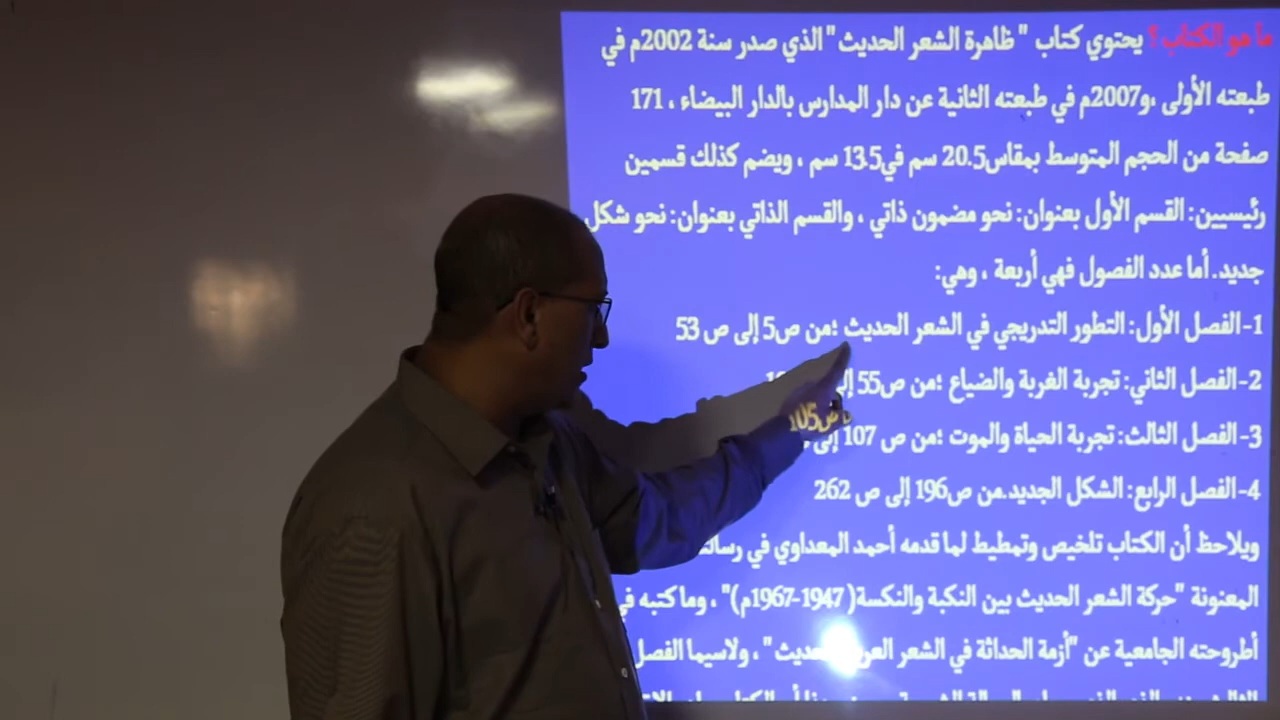 ما هو الكتاب ؟ يحتوي كتاب " ظاهرة الشعر الحديث" الذي صدر سنة 2002م في
طبعته الأولى ،و2007م في طبعته الثانية عن دار المدارس بالدار البيضاء ، 171
صفحة من الحجم المتوسط بمقاس20.5 سم في13.5 سم ، ويضم كذلك قسمين
رئيسيين: القسم الأول بعنوان: نحو مضمون ذاتي ، والقسم الذاتي بعنوان: نحو شكل
جديد. أما عدد الفصول فهي أربعة ، وهي:
1-الفصل الأول: التطور التدريجي في الشعر الحديث ؛من ص5 إلى ص 53
2-الفصل الثاني: تجربة الغربة والضياع ؛من ص55 إلى ص105
3-الفصل الثالث: تجربة الحياة والموت ؛من ص 107 إلى
4-الفصل الرابع: الشكل الجديد.من ص196 إلى ص 262
ويلاحظ أن الكتاب تلخيص وتمطيط لما قدمه أحمد المعداوي في
المعنونة "حركة الشعر الحديث بين النكبة والنكسة( 1947-1967م)" ، وما كتبه في
أطروحته الجامعية عن "أزمة الحداثة في الشعر العربي الحديث " ، ولاسيما الفصل